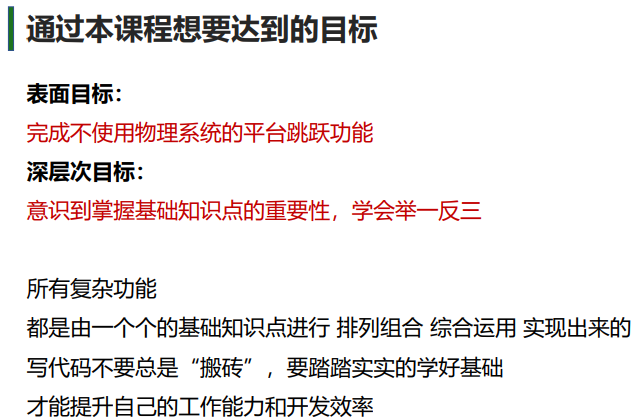 通过本课程想要达到的目标
表面目标：
完成不使用物理系统的平台跳跃功能
深层次目标：
意识到掌握基础知识点的重要性，学会举一反三
所有复杂功能
都是由一个个的基础知识点进行 排列组合 综合运用 实现出来的
写代码不要总是“搬砖”，要踏踏实实的学好基础
才能提升自己的工作能力和开发效率